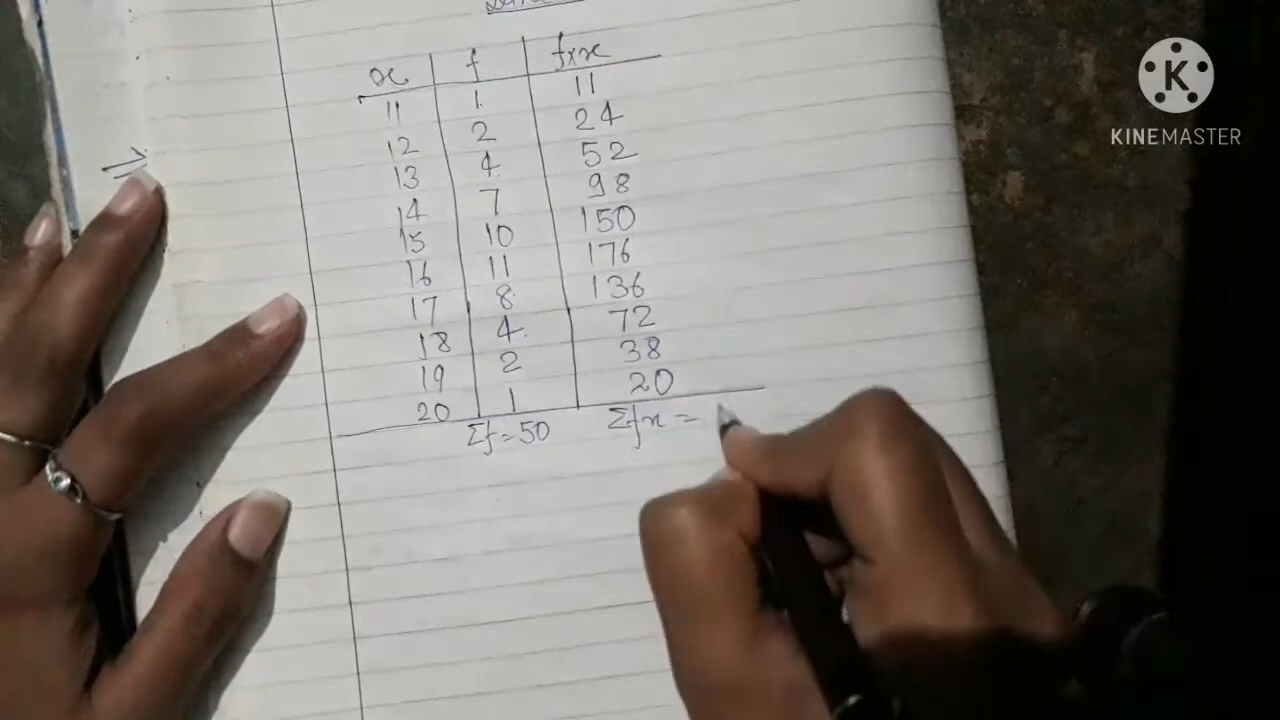 x f f×x
11 1 11
12 2 24
13 4 52
14 7 98
15 10 150
16 11 176
17 8 136
18 4 72
19 2 38
20 1 20
Σf=50 Σfx =
K
KINEMASTER